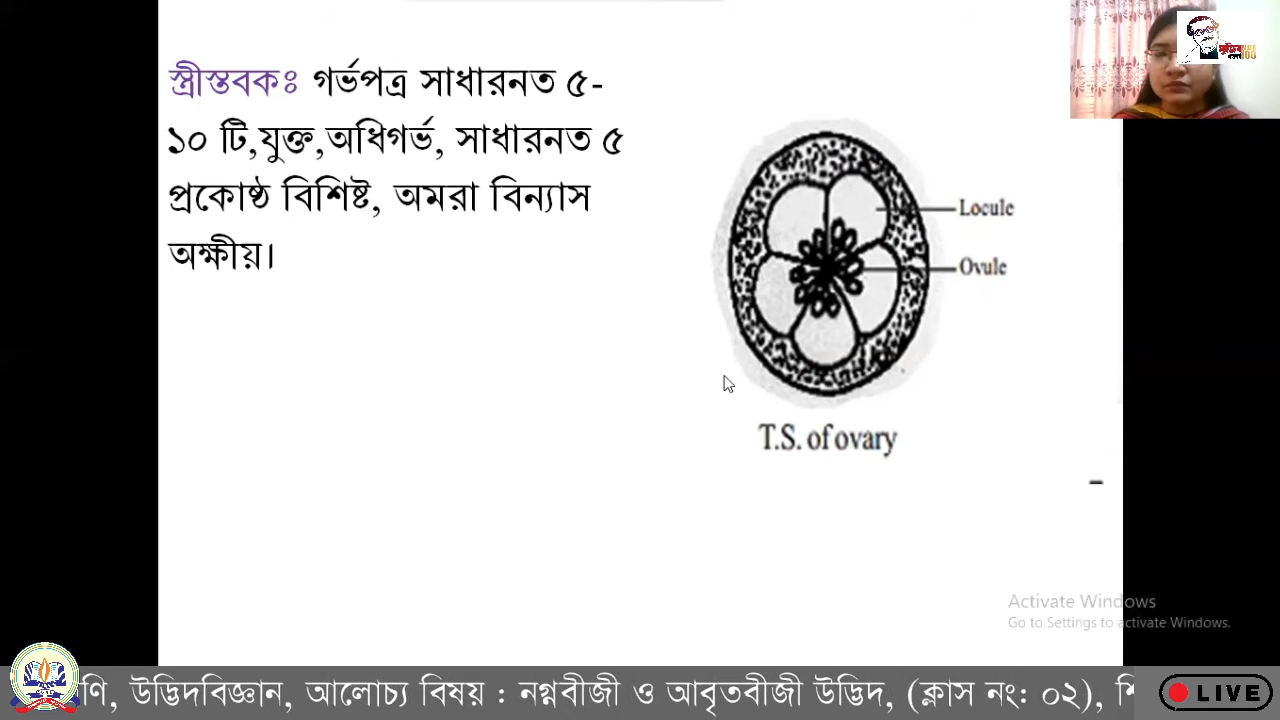 স্ত্রীস্তবকঃ গর্ভপত্র সাধারনত ৫-
১০ টি,যুক্ত,অধিগর্ভ, সাধারনত ৫
প্রকোষ্ঠ বিশিষ্ট, অমরা বিন্যাস
অক্ষীয়।
Locule
Ovule
T.S. of ovary
Activate Windows
Go to Settings to activate Windows.
ণি, উদ্ভিদবিজ্ঞান, আলোচ্য বিষয় : নগ্নবীজী ও আবৃতবীজী উদ্ভিদ, (ক্লাস নং: ০২), শি
LIVE